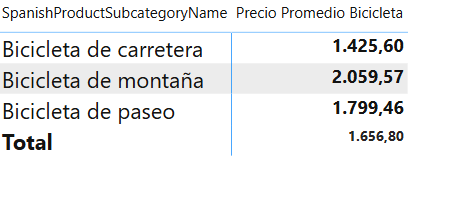 SpanishProductSubcategoryName Precio Promedio Bicicleta
Bicicleta de carretera 1.425,60
Bicicleta de montaña 2.059,57
Bicicleta de paseo 1.799,46
Total 1.656,80